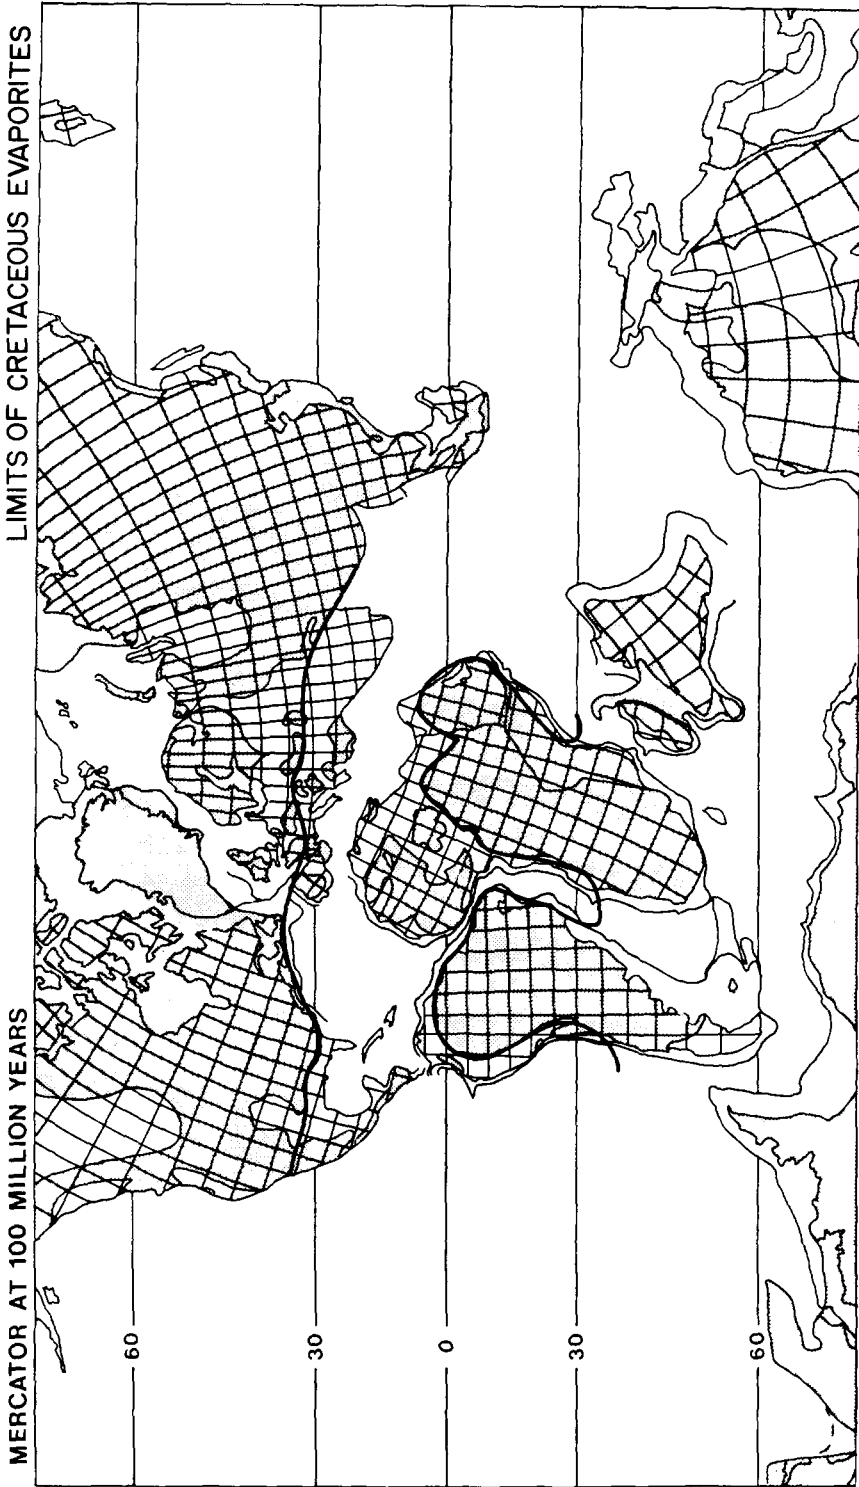 MERCATOR AT 100 MILLION YEARS
LIMITS OF CRETACEOUS EVAPORITES
60
30
0
30
60